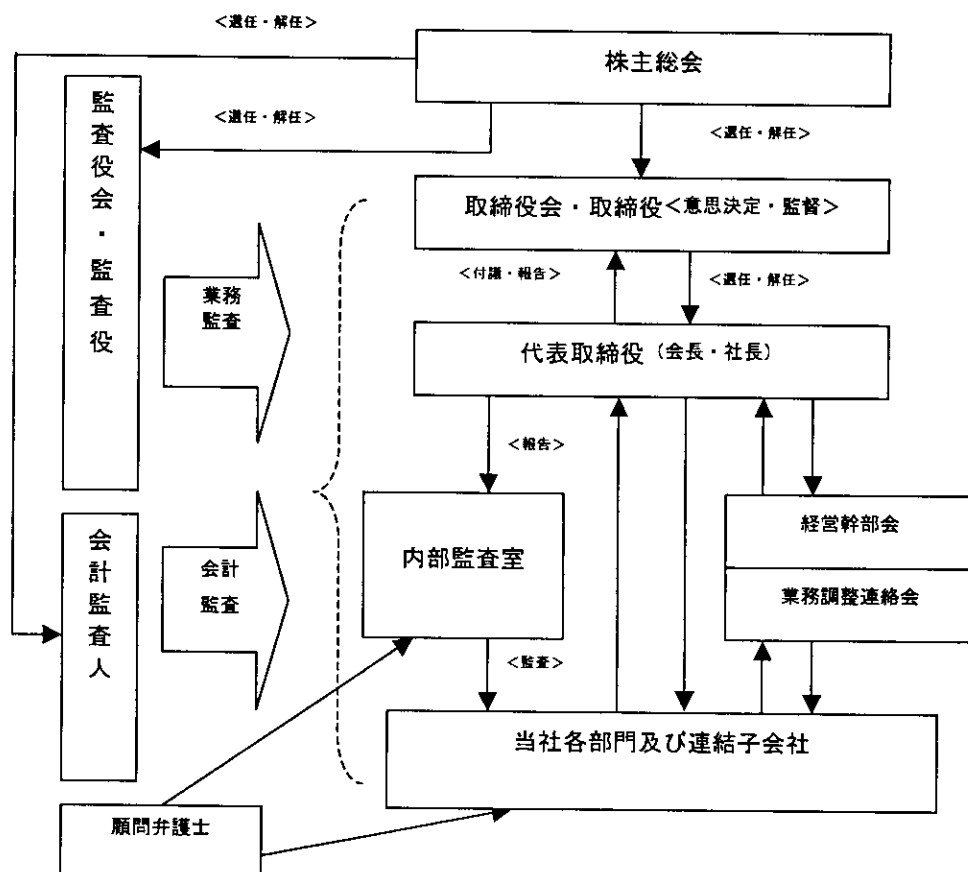 <選任・解任>
株主総会
<選任・解任>
<選任・解任>
監査役会・監査役
取締役会・取締役<意思決定・監督>
<付議・報告>
<選任・解任>
業務
監査
代表取締役(会長・社長)
<報告>
経営幹部会
内部監査室
会計
監査
業務調整連絡会
会計監査人
<監査>
当社各部門及び連結子会社
顧問弁護士